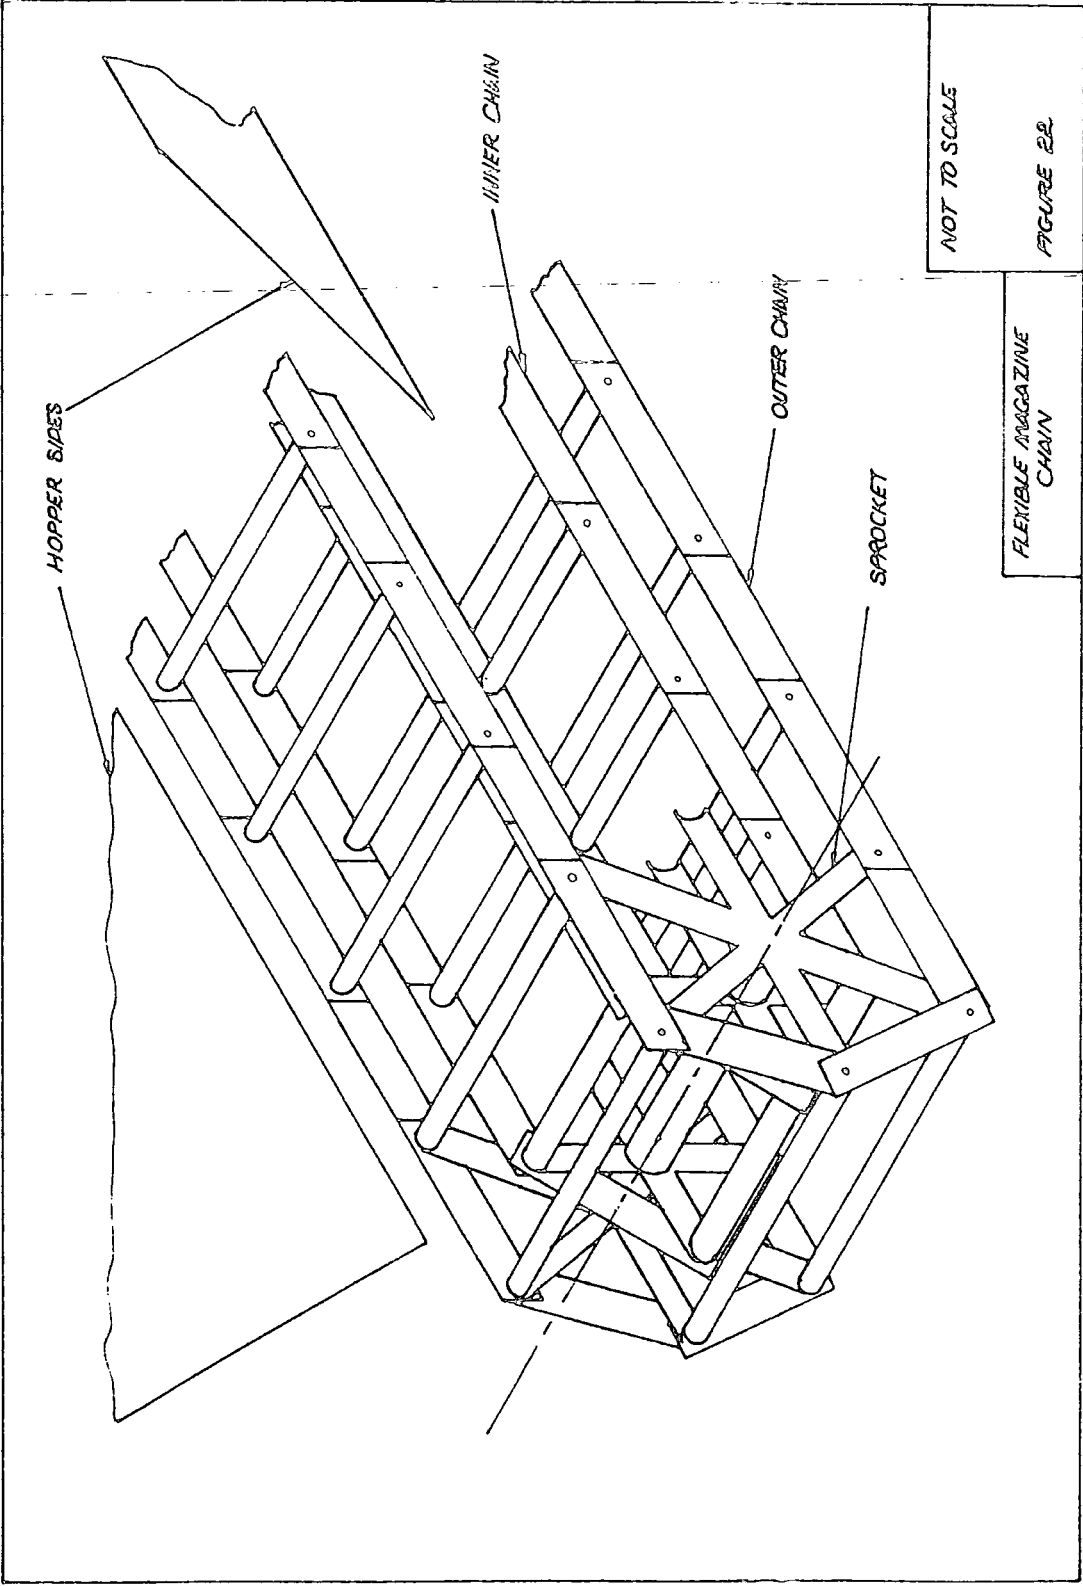 HOPPER SIDES
INNER CHAIN
OUTER CHAIN
SPROCKET
FLEXIBLE MAGAZINE
CHAIN
NOT TO SCALE
FIGURE 22